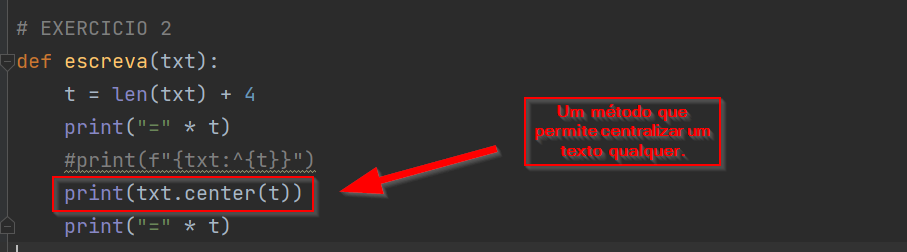 # EXERCICIO 2
def escreva(txt):
    t = len(txt) + 4
    print("=" * t)
    #print(f"{txt:^{t}}")
    print(txt.center(t))
    print("=" * t)
Um método que
permite centralizar um
texto qualquer.